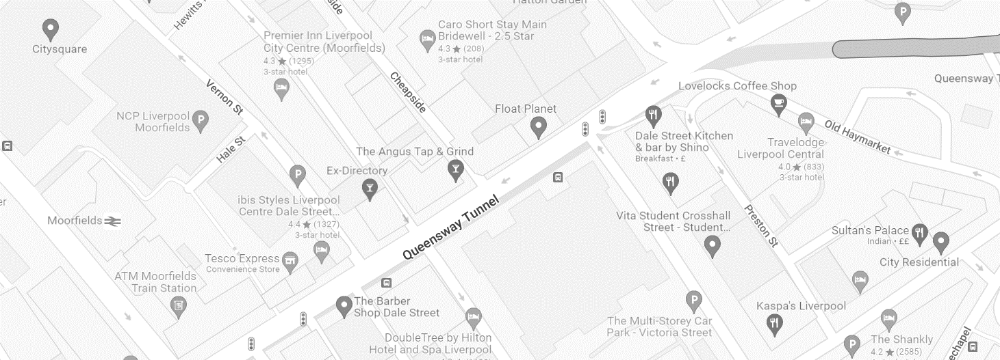 Hatton Garden
Hewitts
Citysquare
Premier Inn Liverpool
City Centre (Moorfields)
4.3 ★ (1295)
3-star hotel
Caro Short Stay Main
Bridewell - 2.5 Star
4.3 ★ (208)
3-star hotel
P
Cheapside
Vernon St
NCP Liverpool
Moorfields
P
Hale St
Float Planet
Lovelocks Coffee Shop
Queensway T
Dale Street Kitchen
& bar by Shino
Breakfast • £
Travelodge
Liverpool Central
4.0 ★ (833)
3-star hotel
Old Haymarket
The Angus Tap & Grind
Ex-Directory
P
ibis Styles Liverpool
Centre Dale Street...
4.4 ★ (1327)
3-star hotel
Moorfields
Queensway Tunnel
Vita Student Crosshall
Street - Student...
Preston St
Sultan's Palace
Indian • ££
City Residential
Tesco Express
Convenience Store
ATM Moorfields
Train Station
The Barber
Shop Dale Street
DoubleTree by Hilton
Hotel and Spa Liverpool
P
The Multi-Storey Car
Park - Victoria Street
Kaspa's Liverpool
P
The Shankly
4.2 ★ (2585)
echapel